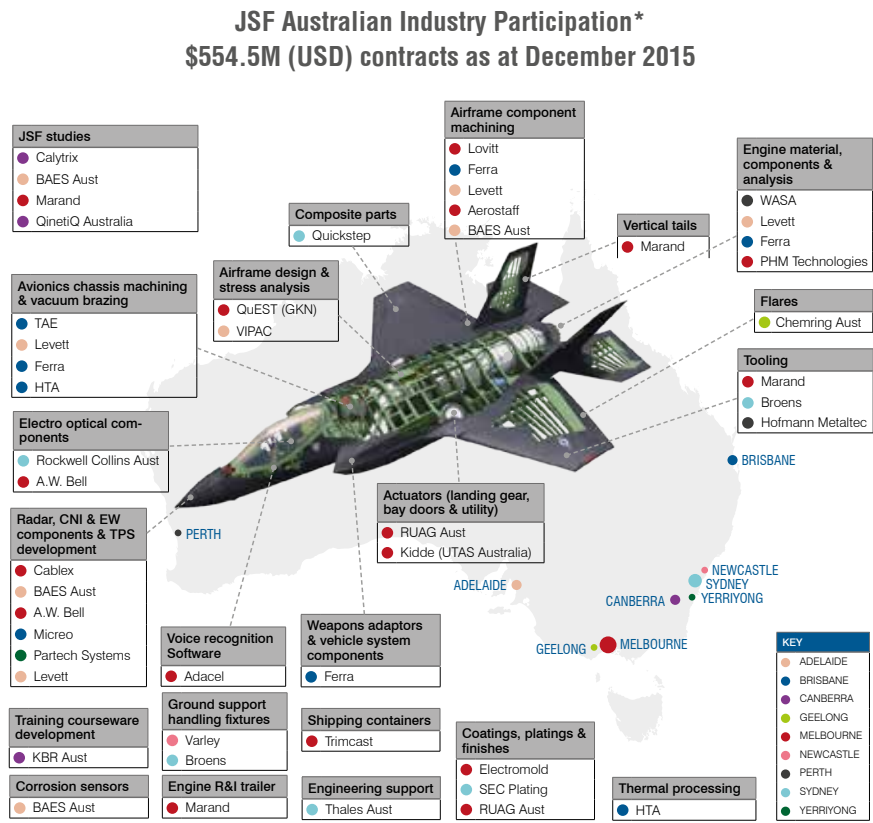 JSF Australian Industry Participation*
$554.5M (USD) contracts as at December 2015
JSF studies
Calytrix
BAES Aust
Marand
QinetiQ Australia
Composite parts
Quickstep
Airframe component
machining
Lovitt
Ferra
Levett
Aerostaff
BAES Aust
Vertical tails
Marand
Engine material,
components &
analysis
WASA
Levett
Ferra
PHM Technologies
Avionics chassis machining
& vacuum brazing
TAE
Levett
Ferra
HTA
Airframe design &
stress analysis
QuEST (GKN)
VIPAC
Flares
Chemring Aust
Tooling
Marand
Broens
Hofmann Metaltec
Electro optical com-
ponents
Rockwell Collins Aust
A.W. Bell
BRISBANE
Radar, CNI & EW
components & TPS
development
Cablex
BAES Aust
A.W. Bell
Micreo
Partech Systems
Levett
PERTH
Actuators (landing gear,
bay doors & utility)
RUAG Aust
Kidde (UTAS Australia)
ADELAIDE
NEWCASTLE
SYDNEY
CANBERRA
YERRIYONG
GEELONG
MELBOURNE
Voice recognition
Software
Adacel
Weapons adaptors
& vehicle system
components
Ferra
KEY
ADELAIDE
BRISBANE
CANBERRA
GEELONG
MELBOURNE
NEWCASTLE
PERTH
SYDNEY
YERRIYONG
Training courseware
development
KBR Aust
Ground support
handling fixtures
Varley
Broens
Shipping containers
Trimcast
Coatings, platings &
finishes
Electromold
SEC Plating
RUAG Aust
Corrosion sensors
BAES Aust
Engine R&I trailer
Marand
Engineering support
Thales Aust
Thermal processing
HTA